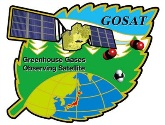 GOSAT
Greenhouse Gases
Observing Satellite